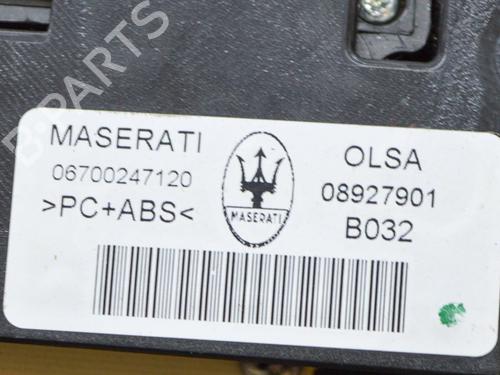 B-PARTS
MASERATI
06700247120
>PC+ABS<
MASERATI
OLSA
08927901
B032